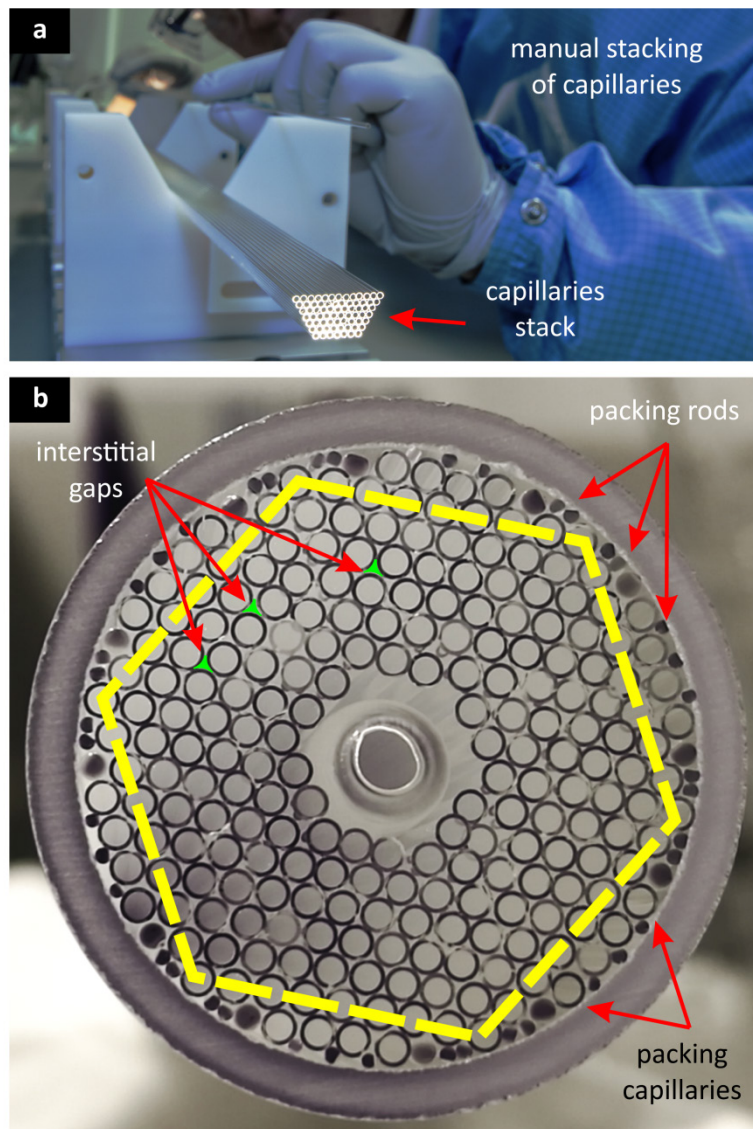 a
manual stacking
of capillaries
capillaries
stack
b
interstitial
gaps
packing rods
packing
capillaries